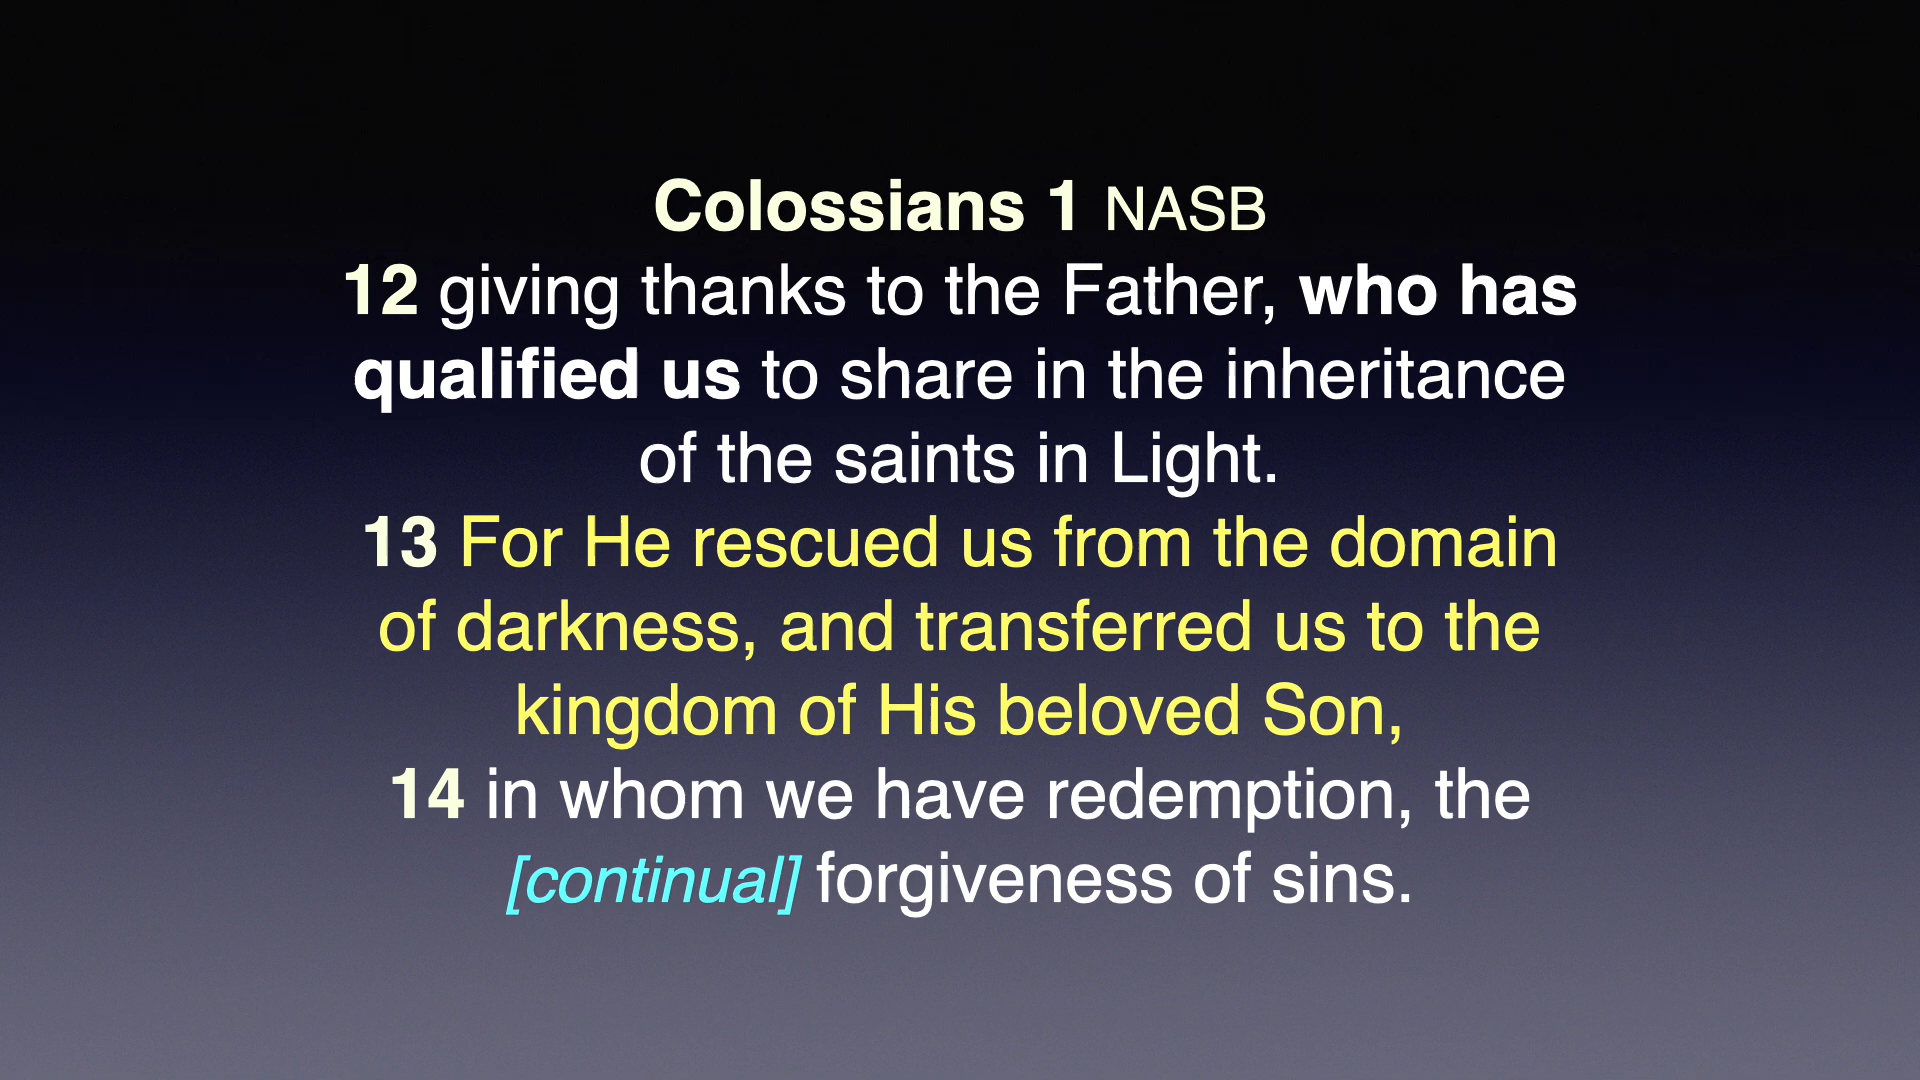 Colossians 1 NASB
12 giving thanks to the Father, who has
qualified us to share in the inheritance
of the saints in Light.
13 For He rescued us from the domain
of darkness, and transferred us to the
kingdom of His beloved Son,
14 in whom we have redemption, the
[continual] forgiveness of sins.